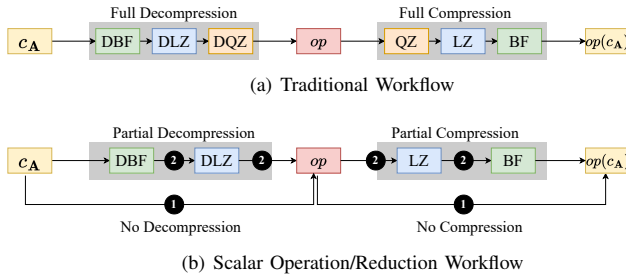 Full Decompression Full Compression
c_A DBF DLZ DQZ op QZ LZ BF op(c_A)
(a) Traditional Workflow
Partial Decompression Partial Compression
c_A DBF 2 DLZ 2 op 2 LZ 2 BF op(c_A)
1 1
No Decompression No Compression
(b) Scalar Operation/Reduction Workflow